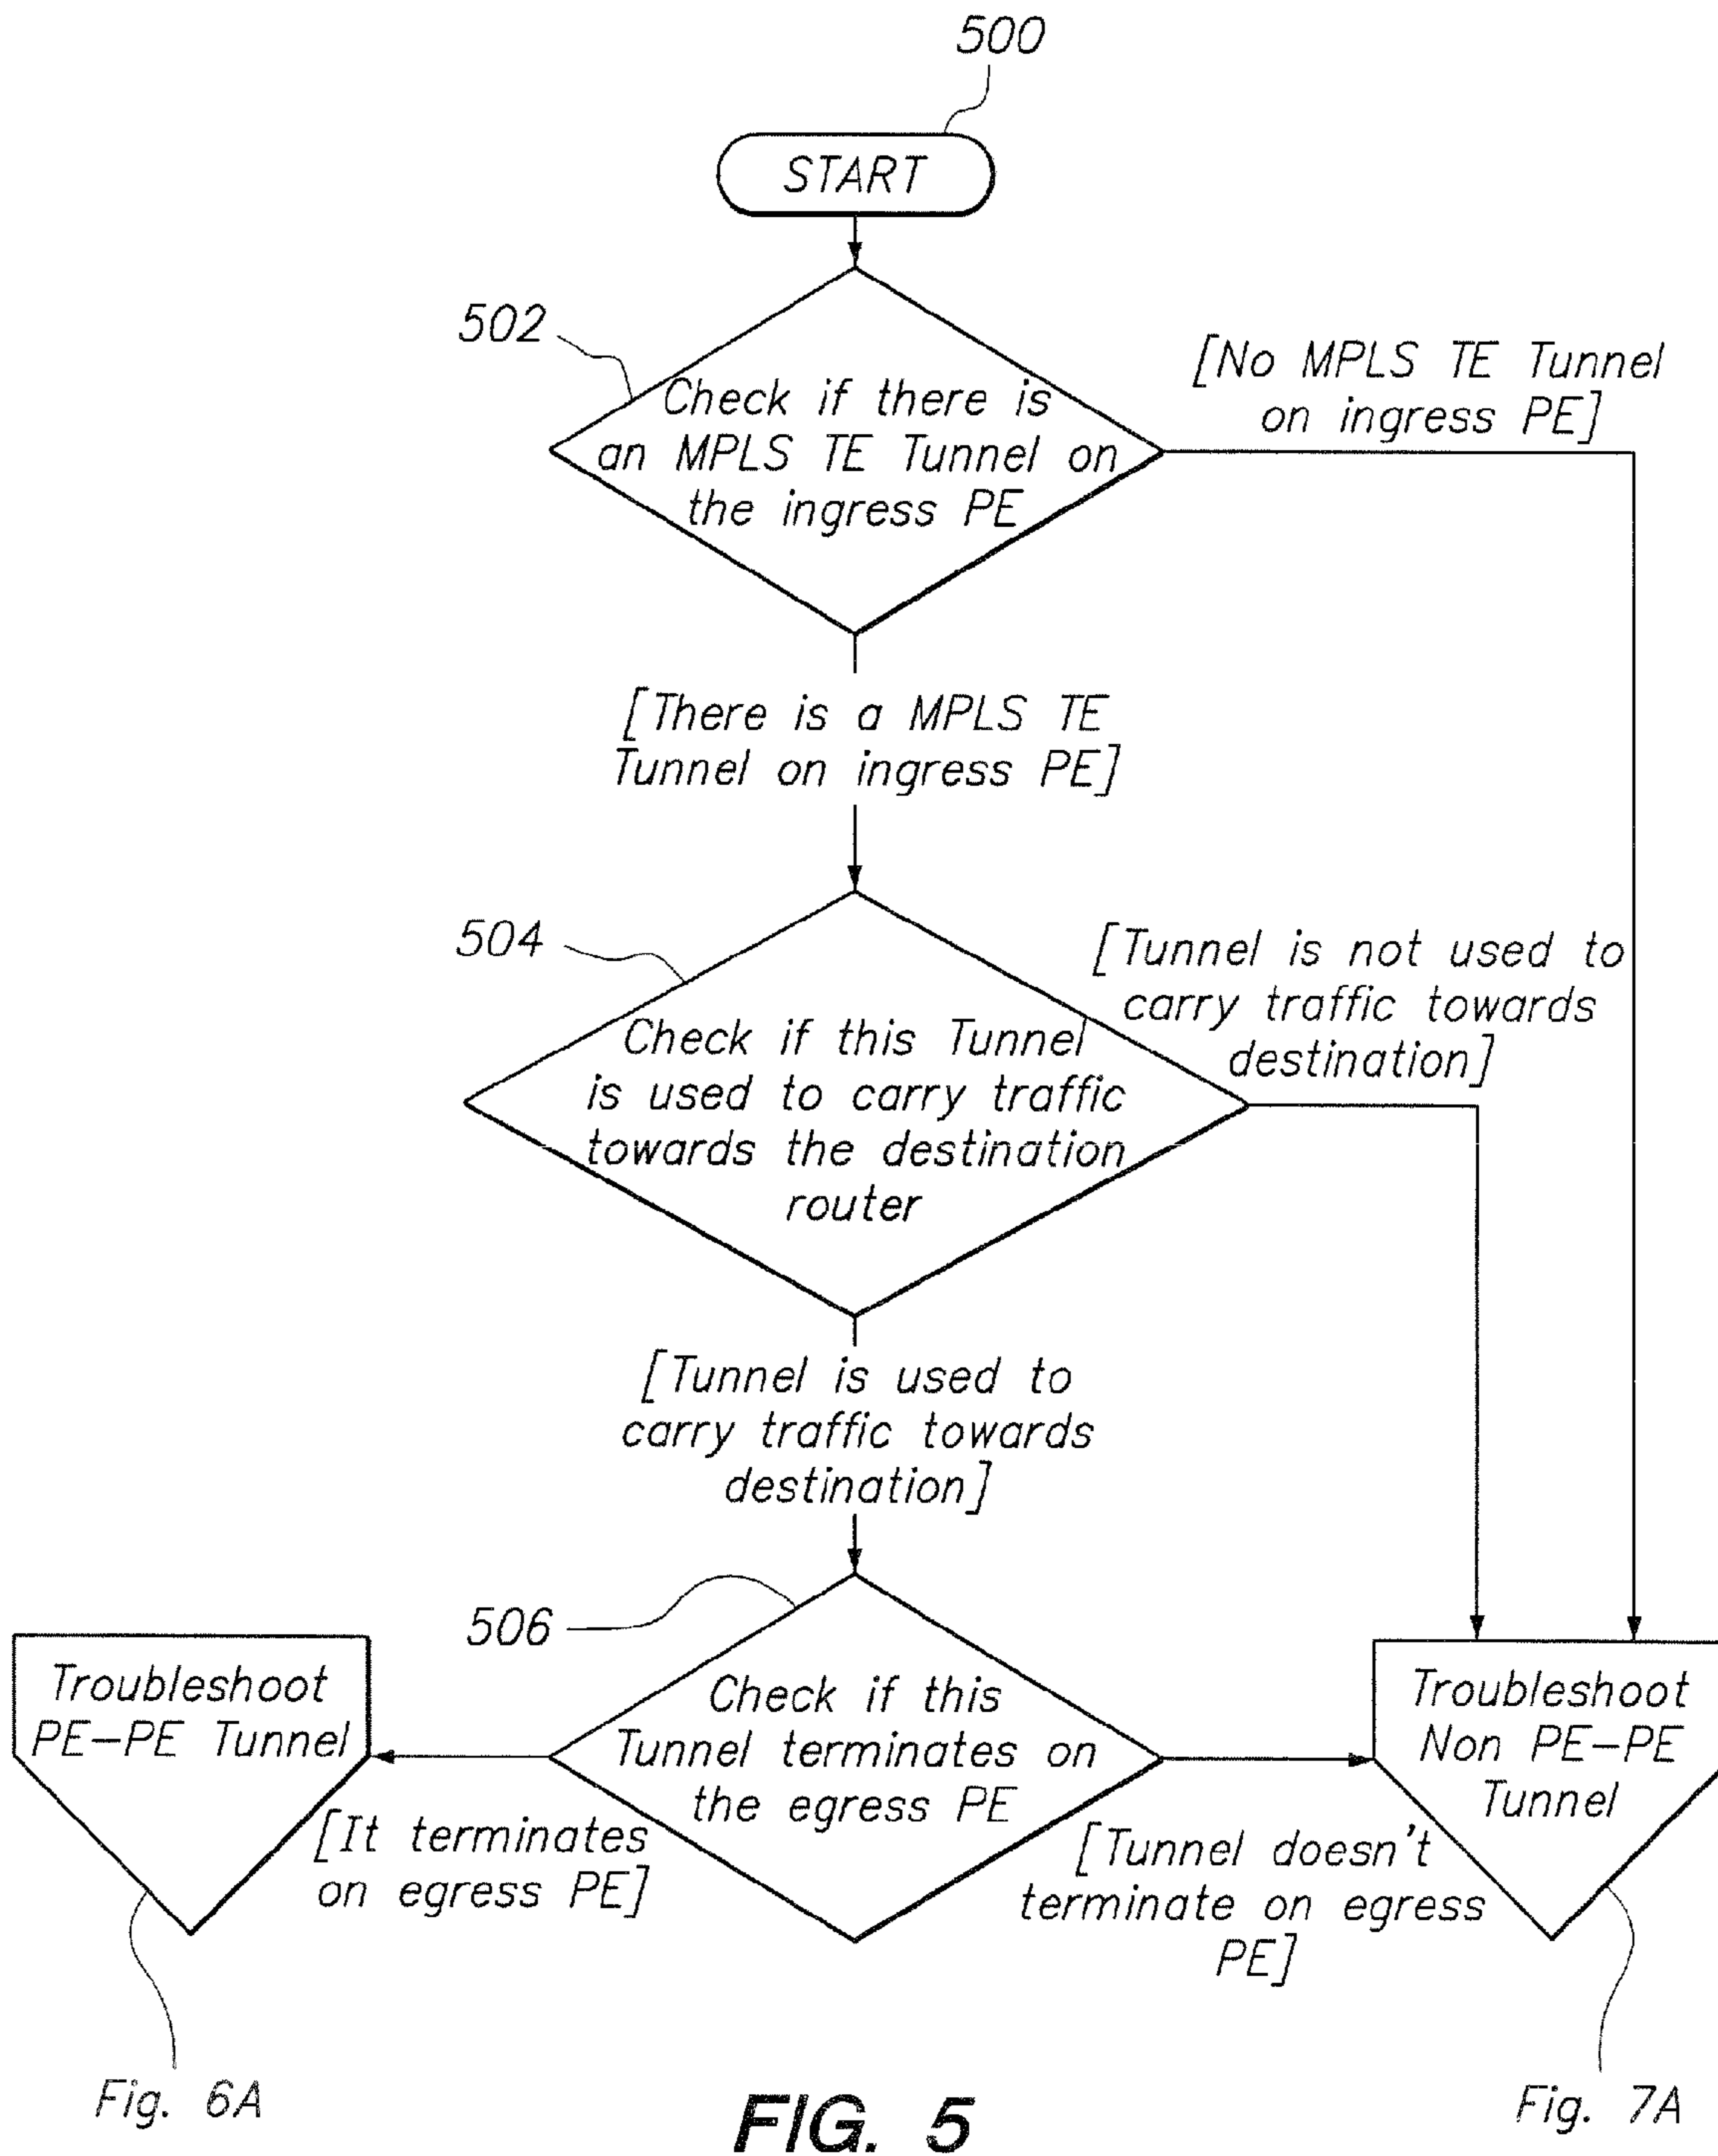 500
START
502
Check if there is
an MPLS TE Tunnel on
the ingress PE
[No MPLS TE Tunnel
on ingress PE]
[There is a MPLS TE
Tunnel on ingress PE]
504
Check if this Tunnel
is used to carry traffic
towards the destination
router
[Tunnel is not used to
carry traffic towards
destination]
[Tunnel is used to
carry traffic towards
destination]
506
Check if this
Tunnel terminates on
the egress PE
Troubleshoot
PE-PE Tunnel
[It terminates
on egress PE]
Troubleshoot
Non PE-PE
Tunnel
[Tunnel doesn't
terminate on egress
PE]
Fig. 6A
Fig. 7A
FIG. 5